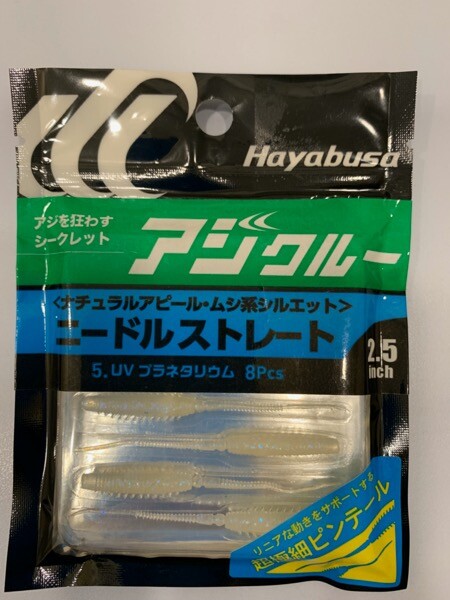 Hayabusa
アジを狂わす
シークレット
アジクルー
<ナチュラルアピール・ムシ系シルエット>
ニードルストレート
2.5
inch
5.UV プラネタリウム 8Pcs
リニアな動きをサポートする
超極細ピンテール